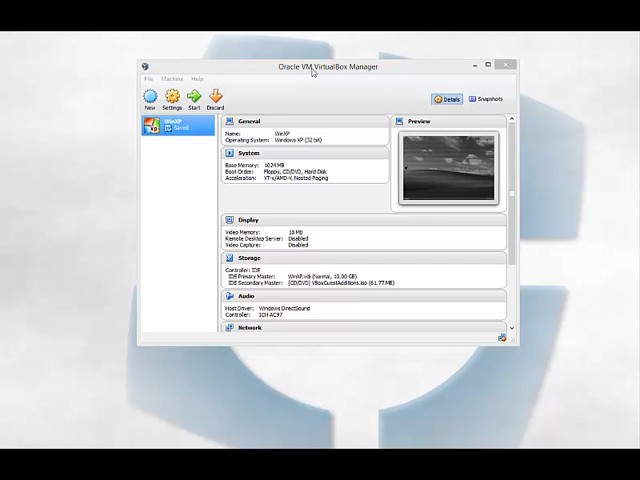 Oracle VM VirtualBox Manager
File Machine Help
New Settings Start Discard
Details Snapshots
WinXP
Saved
General
Name: WinXP
Operating System: Windows XP (32 bit)
Preview
System
Base Memory: 1024 MB
Boot Order: Floppy, CD/DVD, Hard Disk
Acceleration: VT-x/AMD-V, Nested Paging
Display
Video Memory: 18 MB
Remote Desktop Server: Disabled
Video Capture: Disabled
Storage
Controller: IDE
IDE Primary Master: WinXP.vdi (Normal, 10.00 GB)
IDE Secondary Master: [CD/DVD] VBoxGuestAdditions.iso (61.77 MB)
Audio
Host Driver: Windows DirectSound
Controller: ICH AC97
Network